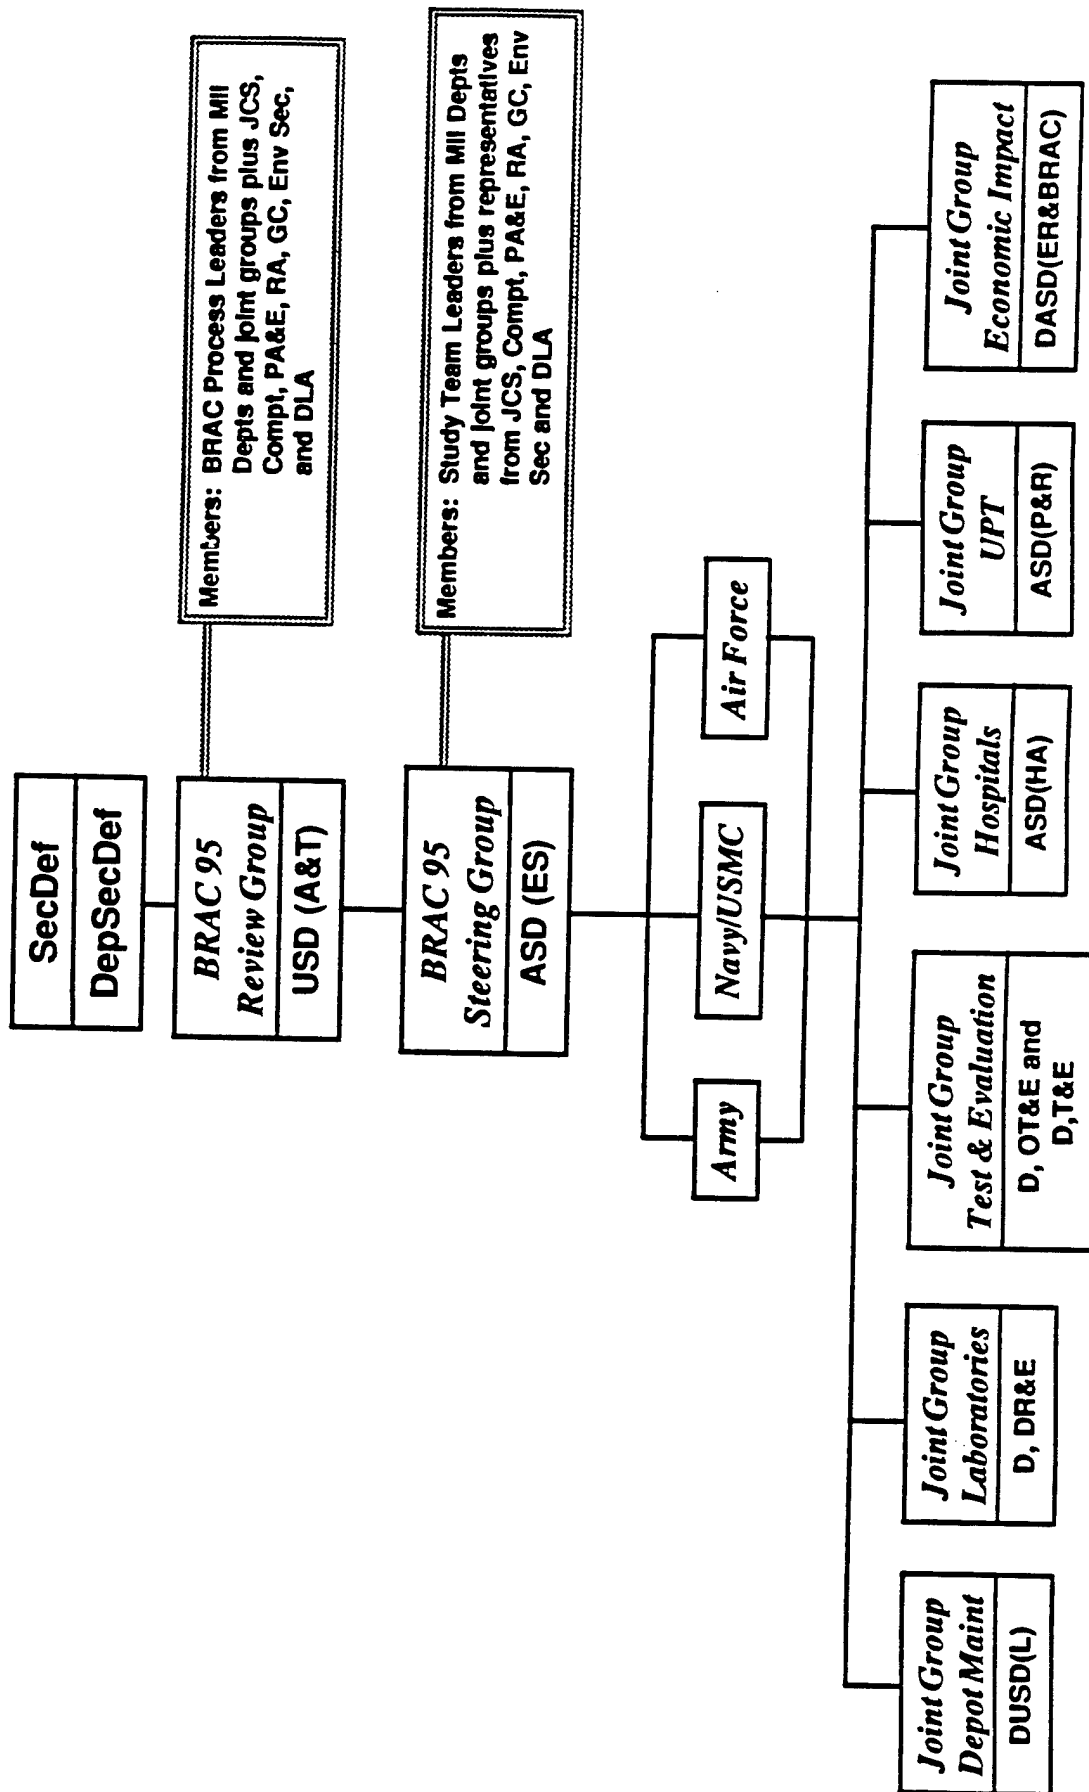 SecDef
DepSecDef
BRAC 95
Review Group
USD (A&T)
Members: BRAC Process Leaders from Mil
Depts and joint groups plus JCS,
Compt, PA&E, RA, GC, Env Sec,
and DLA
BRAC 95
Steering Group
ASD (ES)
Members: Study Team Leaders from Mil Depts
and joint groups plus representatives
from JCS, Compt, PA&E, RA, GC, Env
Sec and DLA
Army
Navy/USMC
Air Force
Joint Group
Depot Maint
DUSD(L)
Joint Group
Laboratories
D, DR&E
Joint Group
Test & Evaluation
D, OT&E and
D,T&E
Joint Group
Hospitals
ASD(HA)
Joint Group
UPT
ASD(P&R)
Joint Group
Economic Impact
DASD(ER&BRAC)